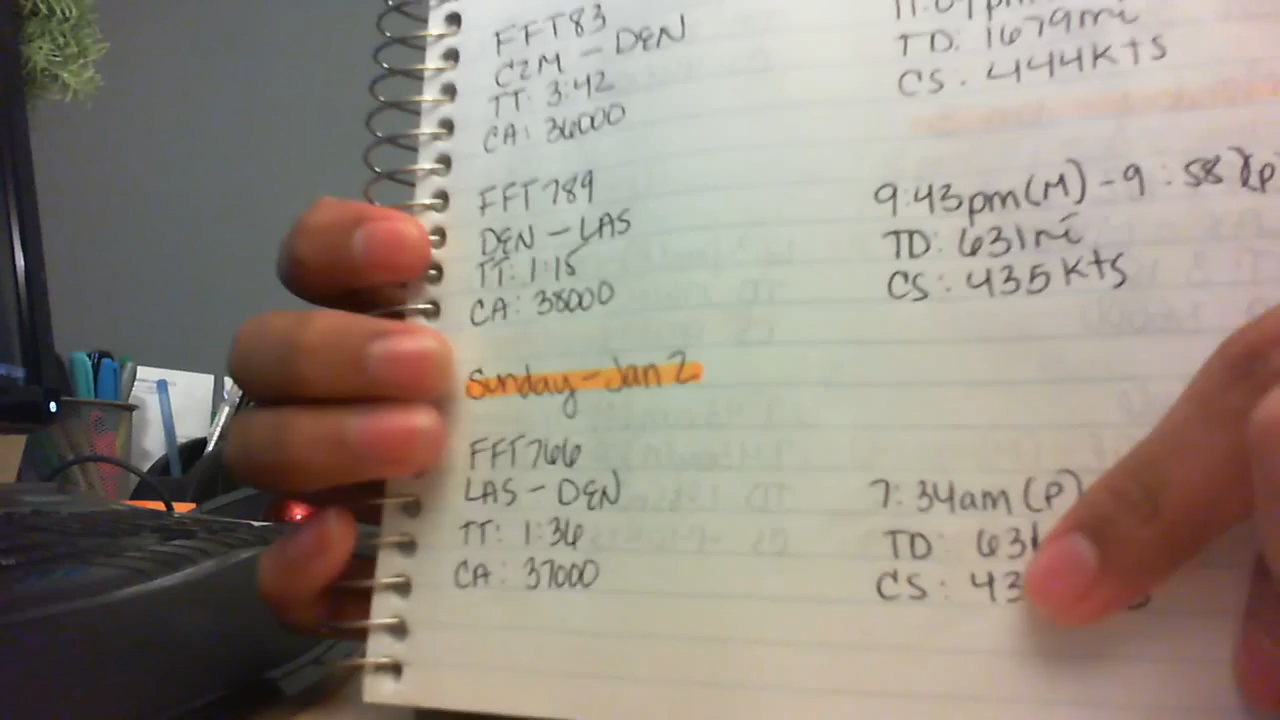 FFT83
CZM - DEN
TT: 3:42
CA: 36000
TD: 1679mi
CS: 444kts
FFT789
DEN - LAS
TT: 1:15
CA: 38000
9:43pm(M) - 9:58
TD: 631mi
CS: 435kts
Sunday - Jan 2
FFT766
LAS - DEN
TT: 1:36
CA: 37000
7:34am (P)
TD: 631
CS: 43